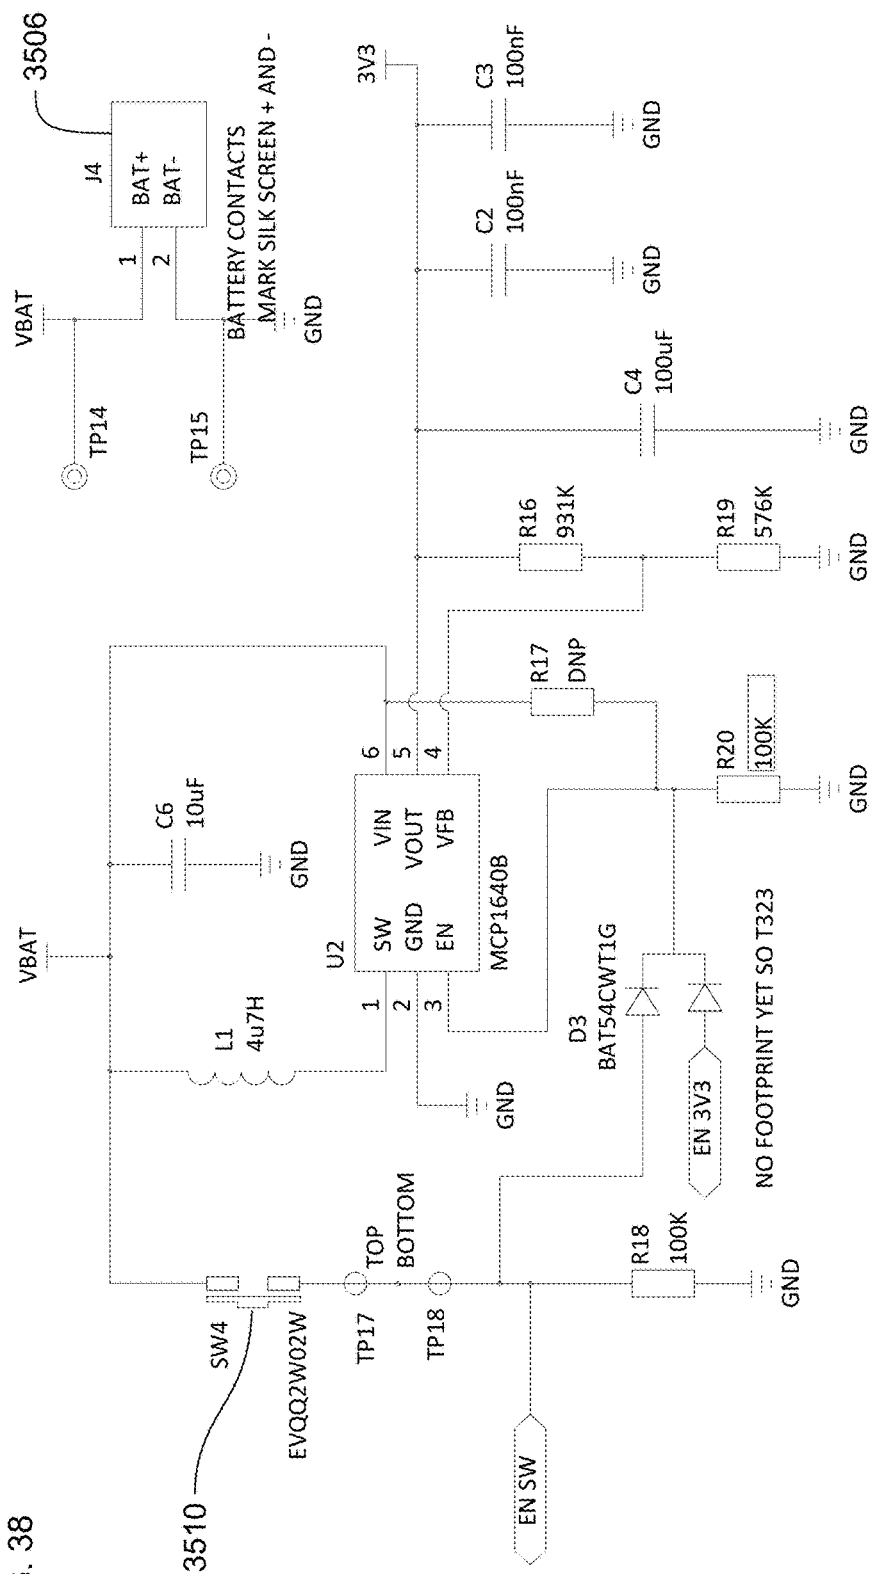 . 38
3510
SW4
EVQQ2W02W
TP17
TOP
BOTTOM
TP18
EN SW
R18
100K
GND
VBAT
L1
4u7H
C6
10uF
GND
U2
SW
GND
EN
VIN
VOUT
VFB
1
2
3
6
5
4
MCP1640B
GND
D3
BAT54CWT1G
EN 3V3
NO FOOTPRINT YET SO T323
R17
DNP
R20
100K
GND
R16
931K
R19
576K
GND
C4
100uF
GND
C2
100nF
GND
C3
100nF
GND
3V3
TP14
TP15
VBAT
GND
1
2
J4
BAT+
BAT-
3506
BATTERY CONTACTS
MARK SILK SCREEN + AND -